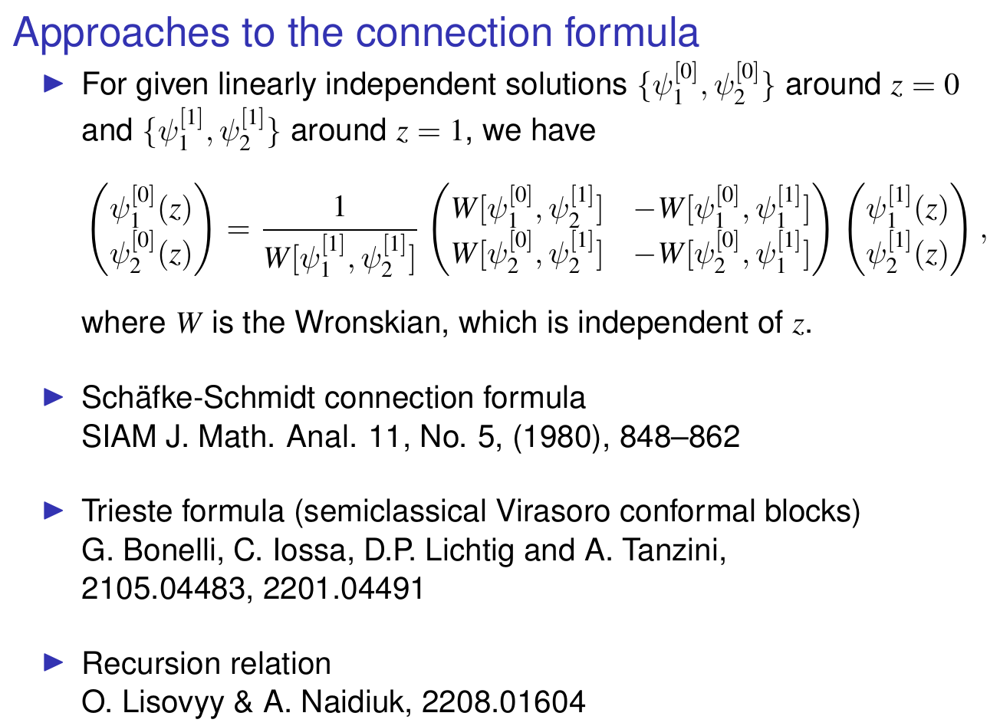 Approaches to the connection formula
▶ For given linearly independent solutions $\{\psi_1^{[0]}, \psi_2^{[0]}\}$ around $z = 0$
and $\{\psi_1^{[1]}, \psi_2^{[1]}\}$ around $z = 1$, we have
$\begin{pmatrix} \psi_1^{[0]}(z) \\ \psi_2^{[0]}(z) \end{pmatrix} = \frac{1}{W[\psi_1^{[1]}, \psi_2^{[1]}]} \begin{pmatrix} W[\psi_1^{[0]}, \psi_2^{[1]}] & -W[\psi_1^{[0]}, \psi_1^{[1]}] \\ W[\psi_2^{[0]}, \psi_2^{[1]}] & -W[\psi_2^{[0]}, \psi_1^{[1]}] \end{pmatrix} \begin{pmatrix} \psi_1^{[1]}(z) \\ \psi_2^{[1]}(z) \end{pmatrix},$
where $W$ is the Wronskian, which is independent of $z$.
▶ Schäfke-Schmidt connection formula
SIAM J. Math. Anal. 11, No. 5, (1980), 848–862
▶ Trieste formula (semiclassical Virasoro conformal blocks)
G. Bonelli, C. Iossa, D.P. Lichtig and A. Tanzini,
2105.04483, 2201.04491
▶ Recursion relation
O. Lisovyy & A. Naidiuk, 2208.01604